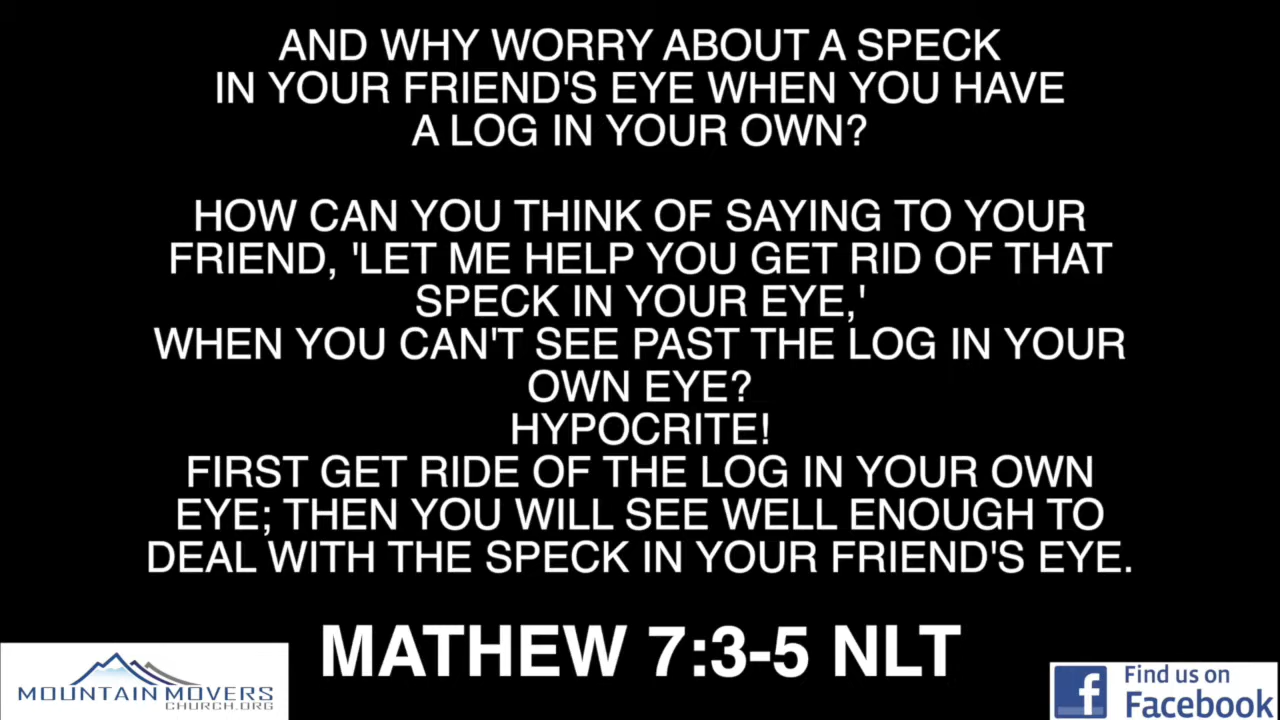 AND WHY WORRY ABOUT A SPECK
IN YOUR FRIEND'S EYE WHEN YOU HAVE
A LOG IN YOUR OWN?
HOW CAN YOU THINK OF SAYING TO YOUR
FRIEND, 'LET ME HELP YOU GET RID OF THAT
SPECK IN YOUR EYE,'
WHEN YOU CAN'T SEE PAST THE LOG IN YOUR
OWN EYE?
HYPOCRITE!
FIRST GET RIDE OF THE LOG IN YOUR OWN
EYE; THEN YOU WILL SEE WELL ENOUGH TO
DEAL WITH THE SPECK IN YOUR FRIEND'S EYE.
MATHEW 7:3-5 NLT
MOUNTAIN MOVERS
CHURCH.ORG
f
Find us on
Facebook